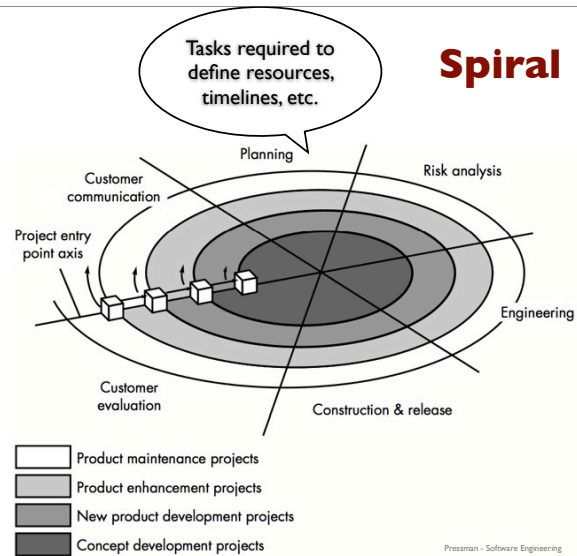 Tasks required to
define resources,
timelines, etc.
Spiral
Planning
Risk analysis
Customer
communication
Project entry
point axis
Engineering
Customer
evaluation
Construction & release
Product maintenance projects
Product enhancement projects
New product development projects
Concept development projects
Pressman - Software Engineering